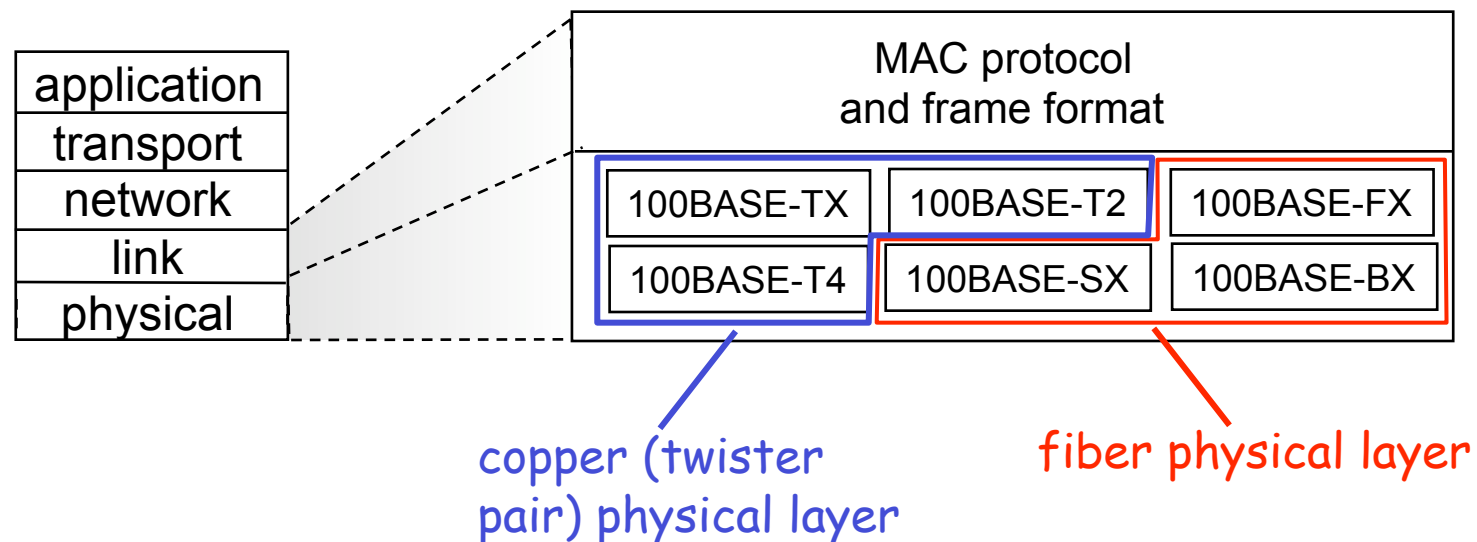 application
transport
network
link
physical
MAC protocol
and frame format
100BASE-TX
100BASE-T2
100BASE-FX
100BASE-T4
100BASE-SX
100BASE-BX
copper (twister
pair) physical layer
fiber physical layer